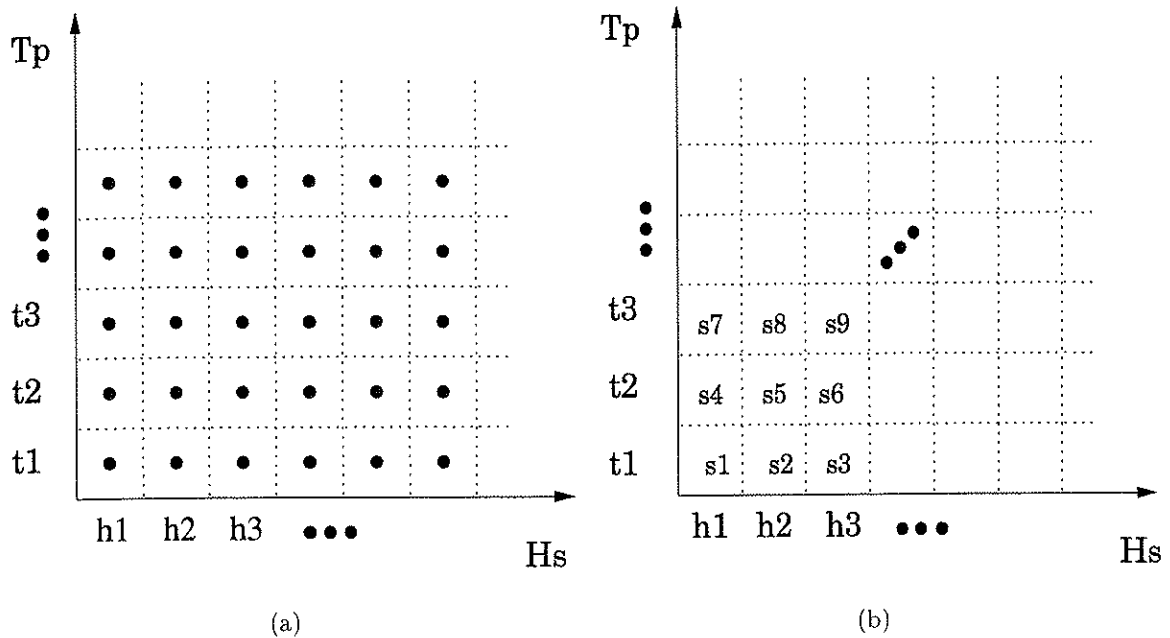 Tp
t3
t2
t1
h1 h2 h3
Hs
(a)
Tp
t3
t2
t1
s7 s8 s9
s4 s5 s6
s1 s2 s3
h1 h2 h3
Hs
(b)